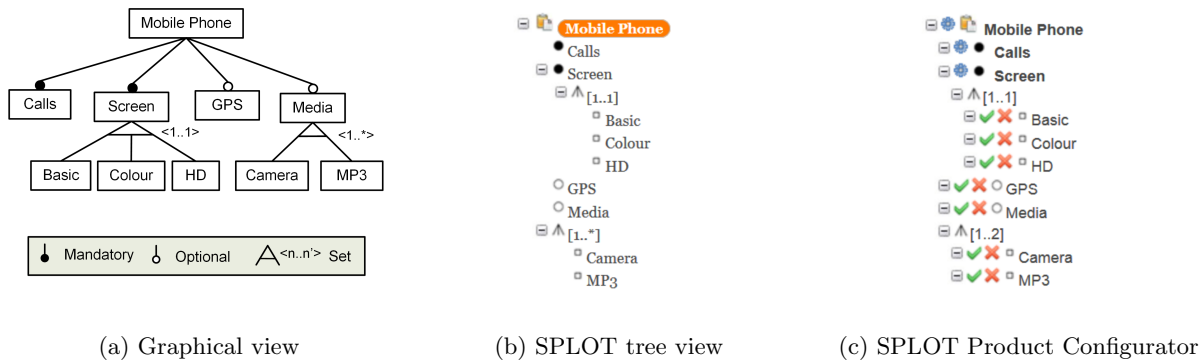 Mobile Phone
Calls
Screen
GPS
Media
<1..1>
<1..*>
Basic
Colour
HD
Camera
MP3
Mandatory
Optional
<n..n'> Set
(a) Graphical view
Mobile Phone
Calls
Screen
[1..1]
Basic
Colour
HD
GPS
Media
[1..*]
Camera
MP3
(b) SPLOT tree view
Mobile Phone
Calls
Screen
[1..1]
Basic
Colour
HD
GPS
Media
[1..2]
Camera
MP3
(c) SPLOT Product Configurator